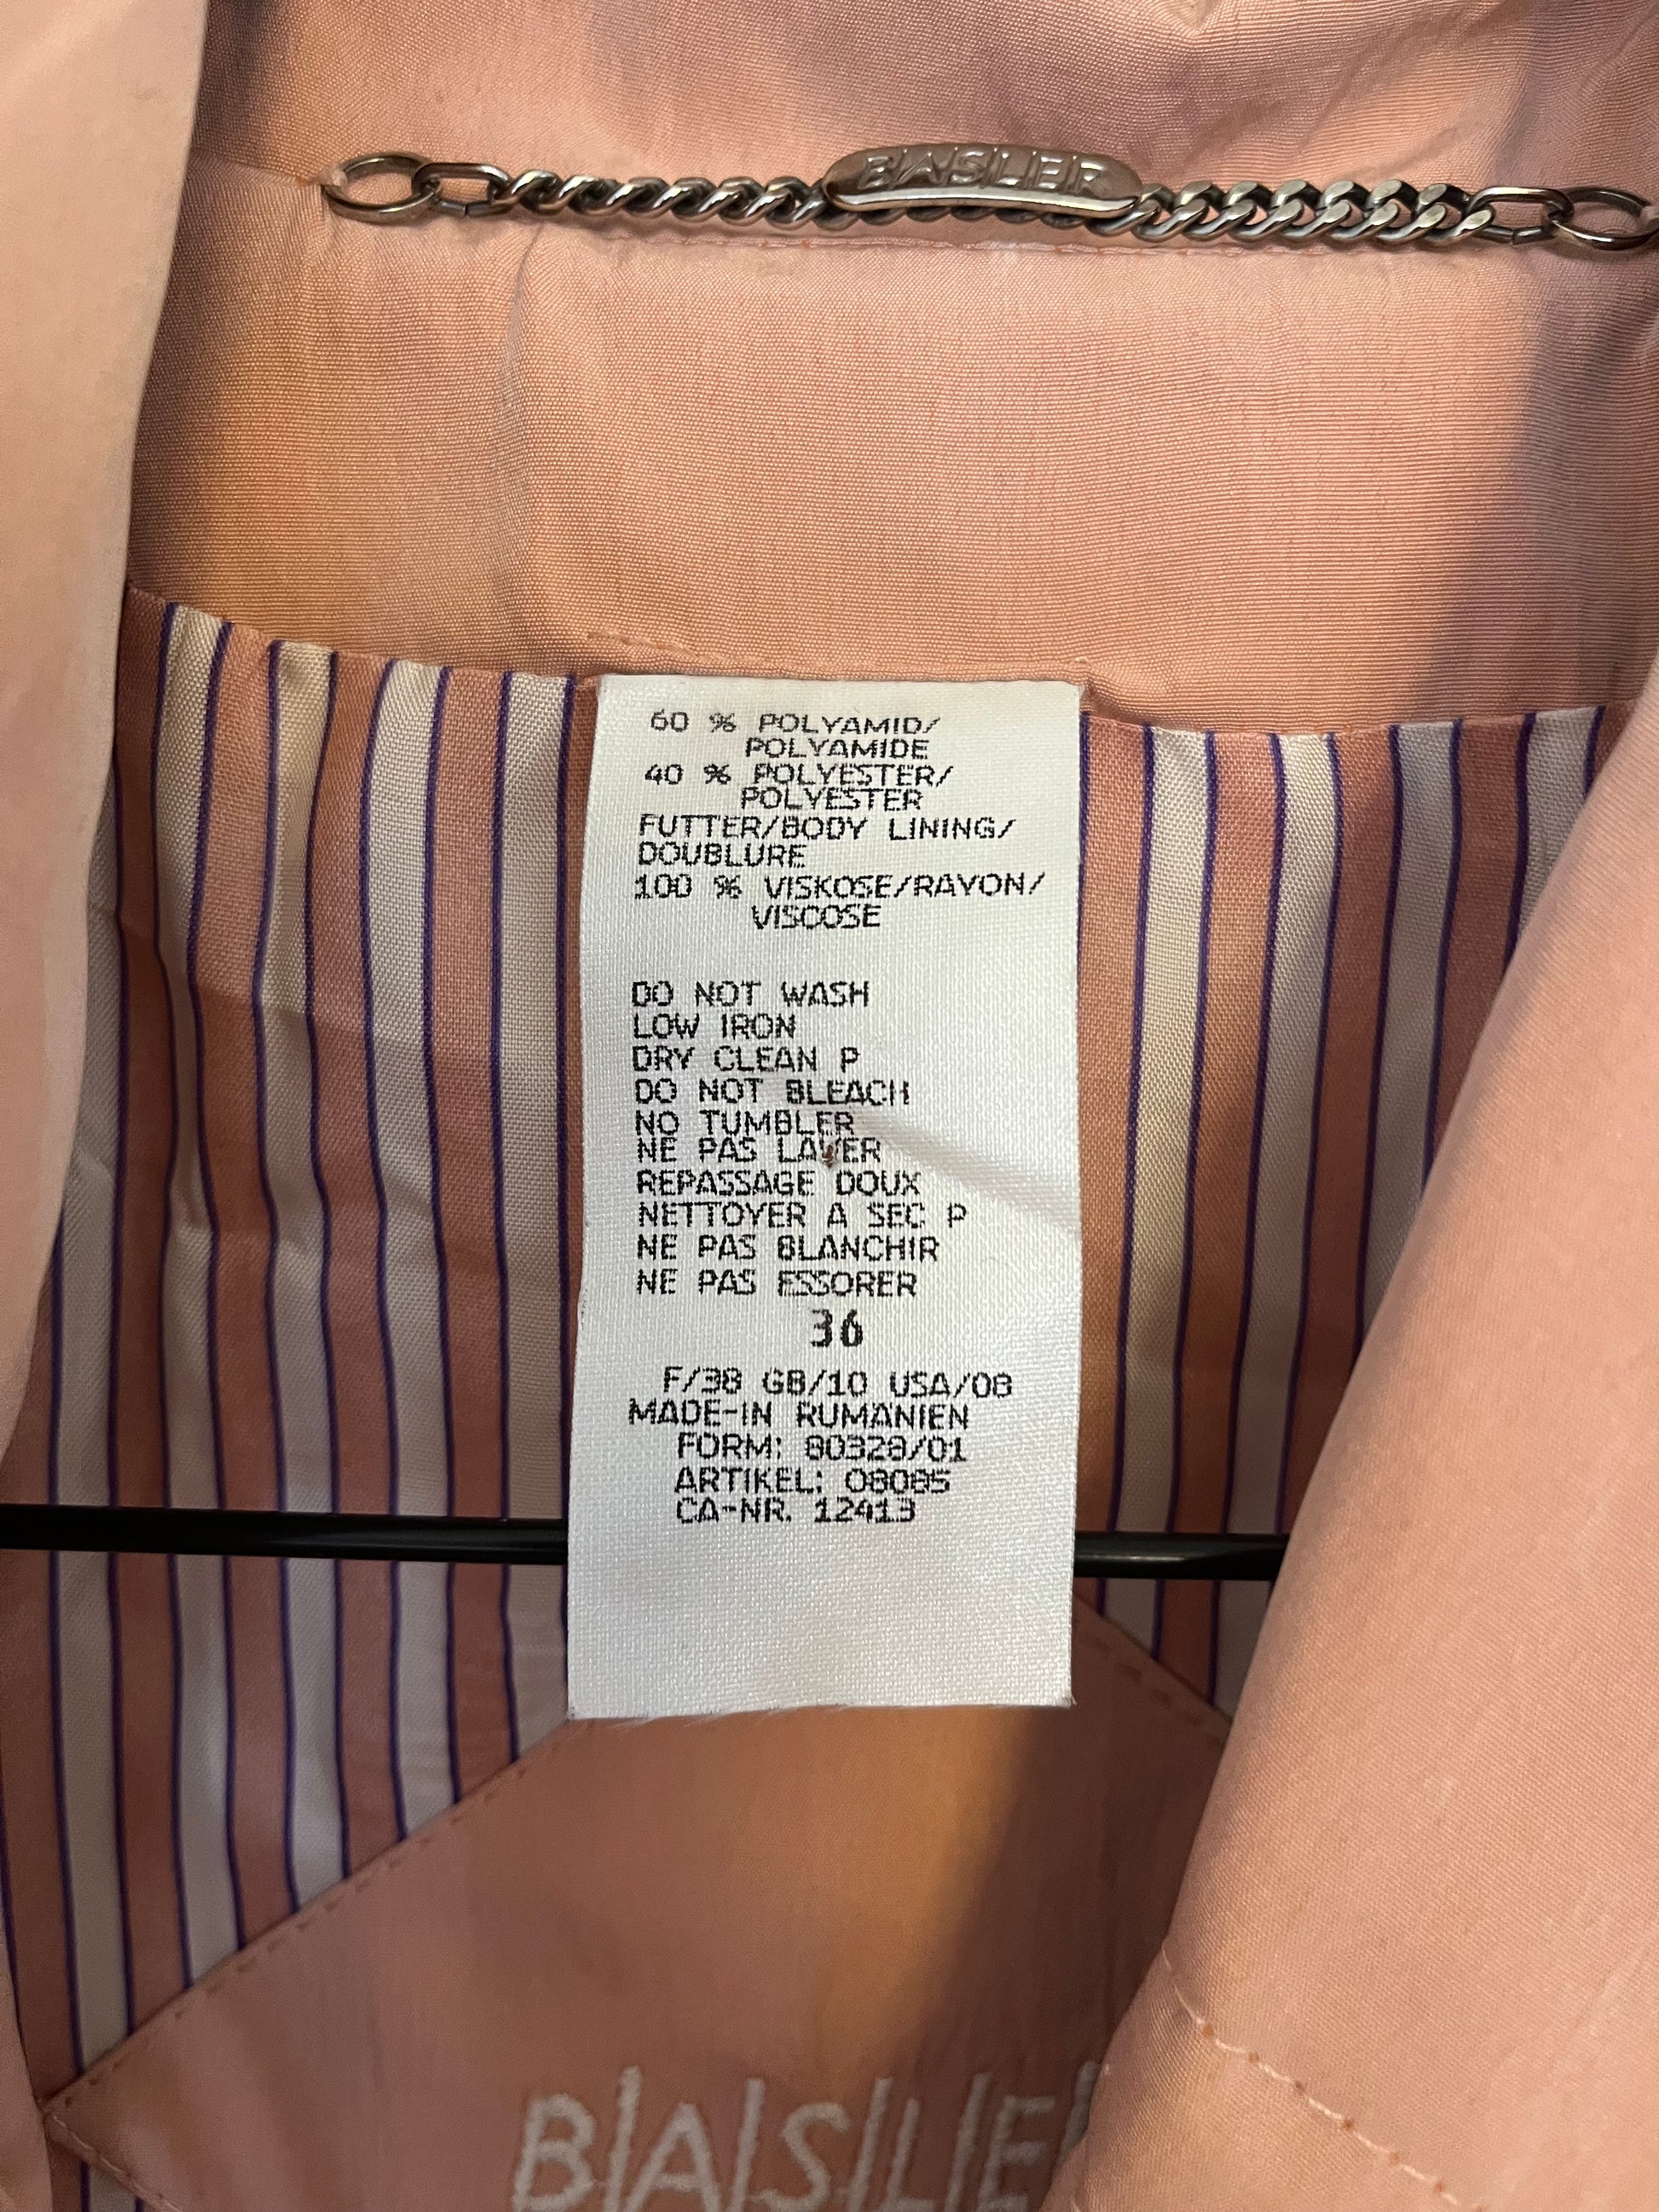 BASLER
60 % POLYAMID/
POLYAMIDE
40 % POLYESTER/
POLYESTER
FUTTER/BODY LINING/
DOUBLURE
100 % VISKOSE/RAYON/
VISCOSE
DO NOT WASH
LOW IRON
DRY CLEAN P
DO NOT BLEACH
NO TUMBLER
NE PAS LAVER
REPASSAGE DOUX
NETTOYER A SEC P
NE PAS BLANCHIR
NE PAS ESSORER
36
F/38 GB/10 USA/08
MADE-IN RUMANIEN
FORM: 80328/01
ARTIKEL: 08085
CA-NR. 12413
B|A|S|L|E|